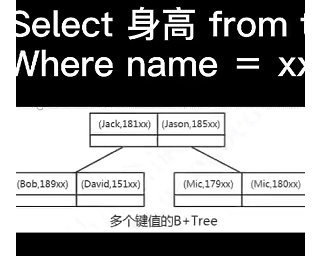 Select 身高 from
Where name = xx
(Jack,181xx) (Jason,185xx)
(Bob,189xx) (David,151xx) (Mic,179xx) (Mic,180xx)
多个键值的B+Tree